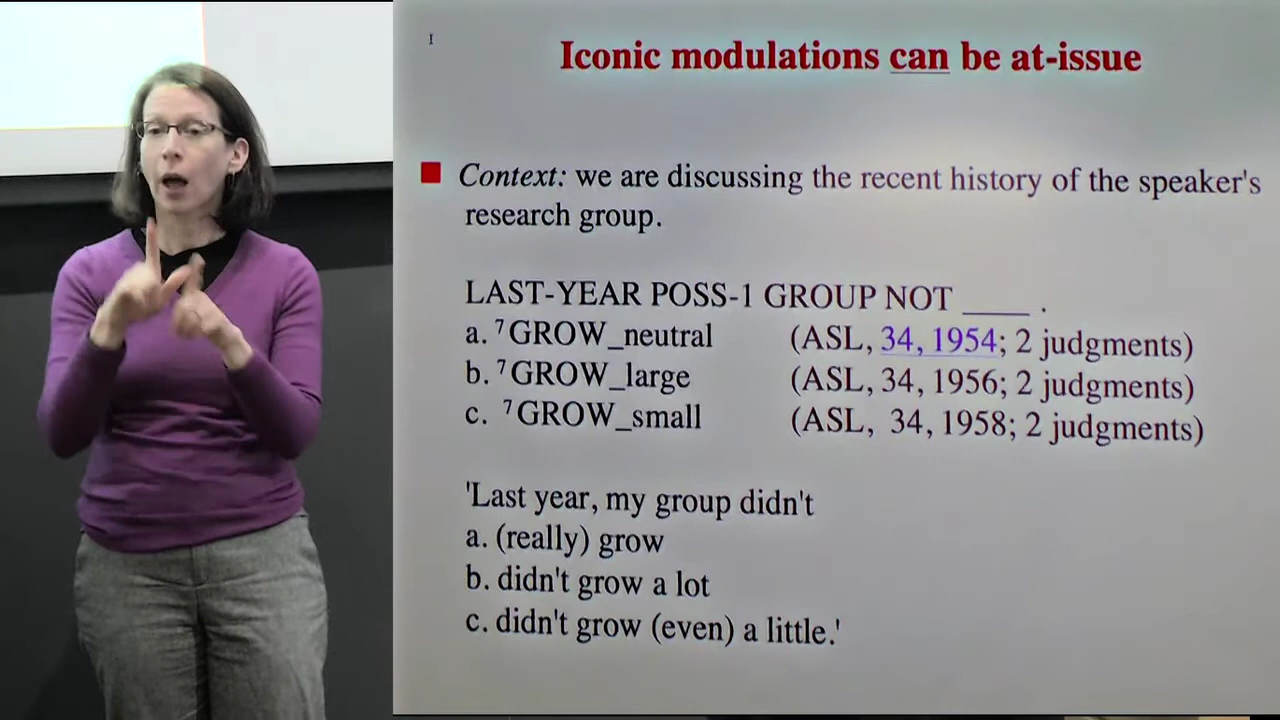 Iconic modulations can be at-issue
Context: we are discussing the recent history of the speaker's
research group.
LAST-YEAR POSS-1 GROUP NOT ____ .
a. ⁷GROW_neutral (ASL, 34, 1954; 2 judgments)
b. ⁷GROW_large (ASL, 34, 1956; 2 judgments)
c. ⁷GROW_small (ASL, 34, 1958; 2 judgments)
'Last year, my group didn't
a. (really) grow
b. didn't grow a lot
c. didn't grow (even) a little.'